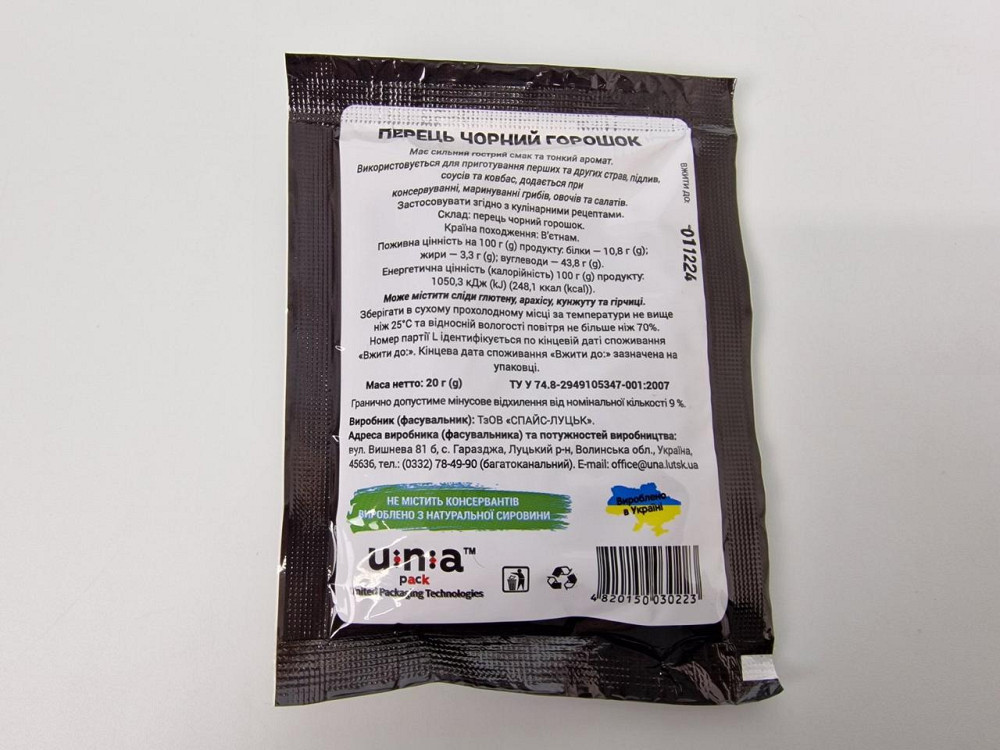 ПЕРЕЦЬ ЧОРНИЙ ГОРОШОК
Має сильний гострий смак та тонкий аромат.
Використовується для приготування перших та других страв, підлив,
соусів та ковбас, додається при
консервуванні, маринуванні грибів, овочів та салатів.
Застосовувати згідно з кулінарними рецептами.
Склад: перець чорний горошок.
Країна походження: В'єтнам.
Поживна цінність на 100 г (g) продукту: білки — 10,8 г (g);
жири — 3,3 г (g); вуглеводи — 43,8 г (g).
Енергетична цінність (калорійність) 100 г (g) продукту:
1050,3 кДж (kJ) (248,1 ккал (kcal)).
Може містити сліди глютену, арахісу, кунжуту та гірчиці.
Зберігати в сухому прохолодному місці за температури не вище
ніж 25°С та відносній вологості повітря не більше ніж 70%.
Номер партії L ідентифікується по кінцевій даті споживання
«Вжити до:». Кінцева дата споживання «Вжити до:» зазначена на
упаковці.
Маса нетто: 20 г (g) ТУ У 74.8-2949105347-001:2007
Гранично допустиме мінусове відхилення від номінальної кількості 9 %.
Виробник (фасувальник): ТзОВ «СПАЙС-ЛУЦЬК».
Адреса виробника (фасувальника) та потужностей виробництва:
вул. Вишнева 81 б, с. Гаразджа, Луцький р-н, Волинська обл., Україна,
45636, тел.: (0332) 78-49-90 (багатоканальний). E-mail: office@una.lutsk.ua
ВЖИТИ ДО:
011224
НЕ МІСТИТЬ КОНСЕРВАНТІВ
ВИРОБЛЕНО З НАТУРАЛЬНОЇ СИРОВИНИ
Вироблено
в Україні
u:n:a™
pack
United Packaging Technologies
4 820150 030223